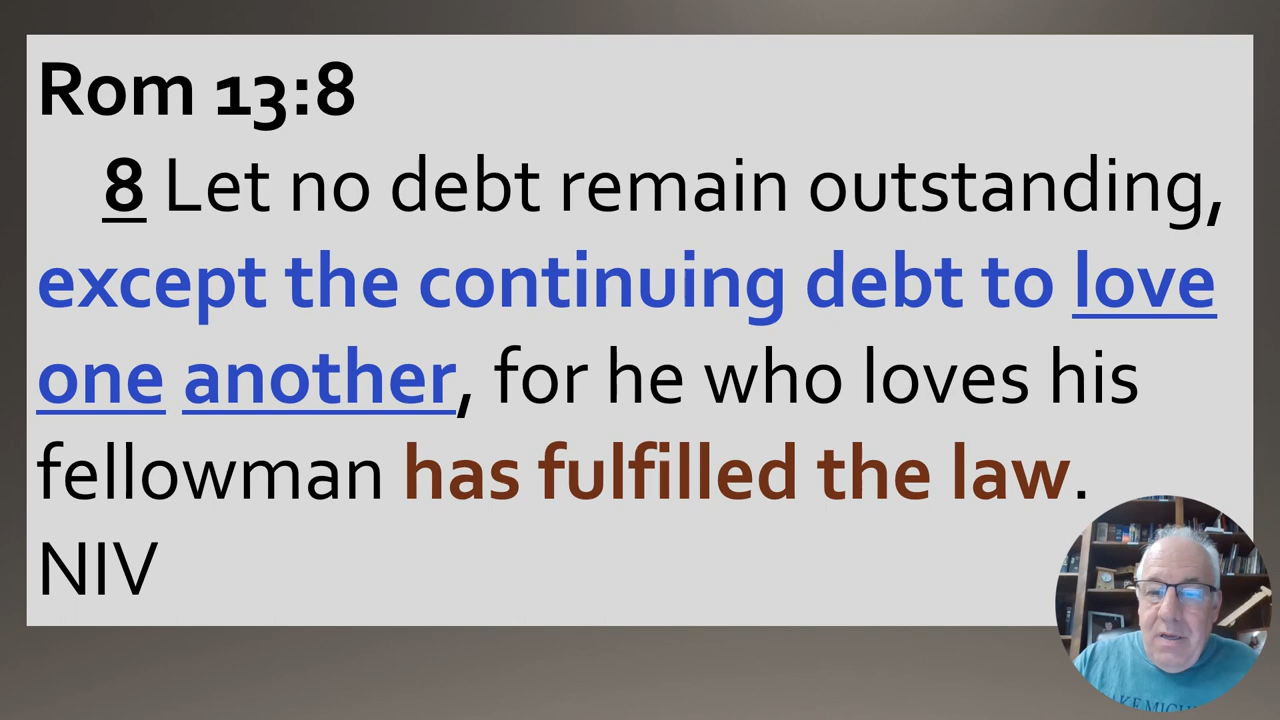 Rom 13:8
8 Let no debt remain outstanding,
except the continuing debt to love
one another, for he who loves his
fellowman has fulfilled the law.
NIV